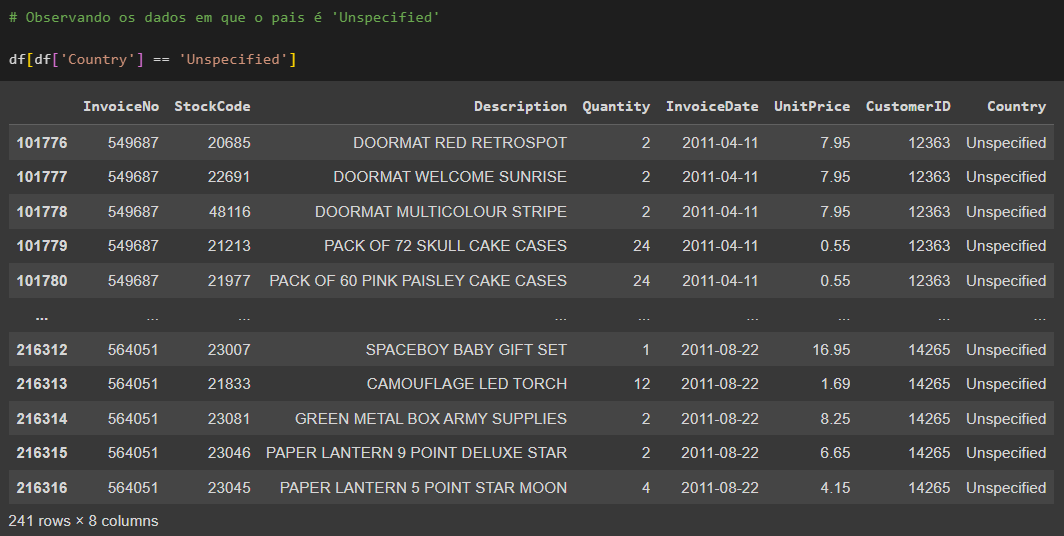 # Observando os dados em que o pais é 'Unspecified'
df[df['Country'] == 'Unspecified']
InvoiceNo StockCode Description Quantity InvoiceDate UnitPrice CustomerID Country
101776 549687 20685 DOORMAT RED RETROSPOT 2 2011-04-11 7.95 12363 Unspecified
101777 549687 22691 DOORMAT WELCOME SUNRISE 2 2011-04-11 7.95 12363 Unspecified
101778 549687 48116 DOORMAT MULTICOLOUR STRIPE 2 2011-04-11 7.95 12363 Unspecified
101779 549687 21213 PACK OF 72 SKULL CAKE CASES 24 2011-04-11 0.55 12363 Unspecified
101780 549687 21977 PACK OF 60 PINK PAISLEY CAKE CASES 24 2011-04-11 0.55 12363 Unspecified
... ... ... ... ... ... ... ... ...
216312 564051 23007 SPACEBOY BABY GIFT SET 1 2011-08-22 16.95 14265 Unspecified
216313 564051 21833 CAMOUFLAGE LED TORCH 12 2011-08-22 1.69 14265 Unspecified
216314 564051 23081 GREEN METAL BOX ARMY SUPPLIES 2 2011-08-22 8.25 14265 Unspecified
216315 564051 23046 PAPER LANTERN 9 POINT DELUXE STAR 2 2011-08-22 6.65 14265 Unspecified
216316 564051 23045 PAPER LANTERN 5 POINT STAR MOON 4 2011-08-22 4.15 14265 Unspecified
241 rows × 8 columns